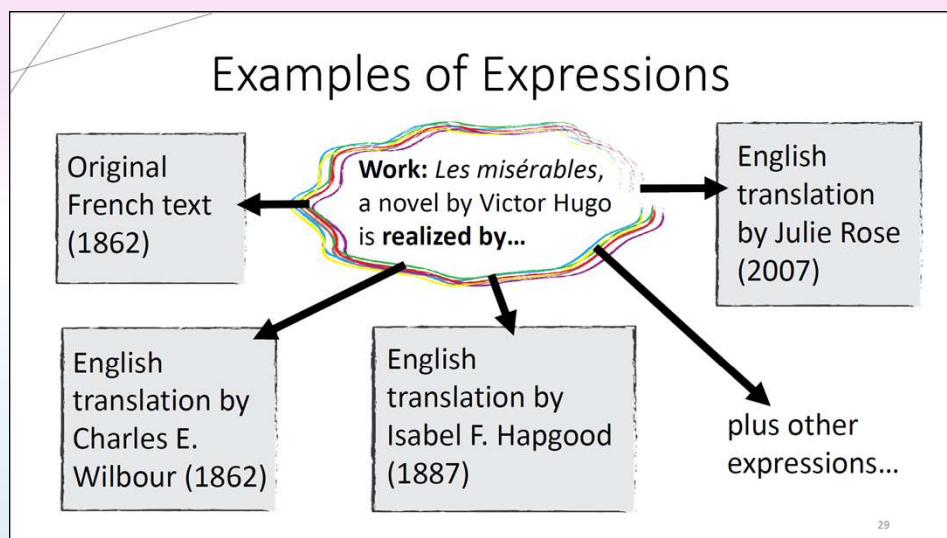 Examples of Expressions
Original
French text
(1862)
Work: Les misérables,
a novel by Victor Hugo
is realized by...
English
translation
by Julie Rose
(2007)
English
translation by
Charles E.
Wilbour (1862)
English
translation by
Isabel F. Hapgood
(1887)
plus other
expressions...
29